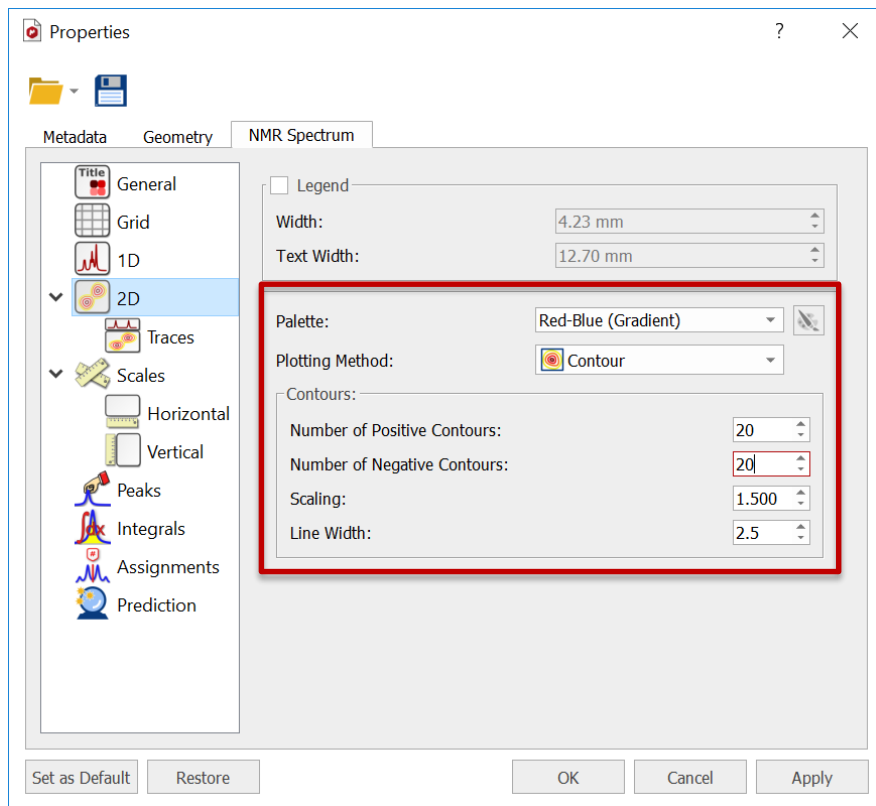 Properties
?
Metadata Geometry NMR Spectrum
Title
General
Grid
1D
2D
Traces
Scales
Horizontal
Vertical
Peaks
Integrals
Assignments
Prediction
Legend
Width: 4.23 mm
Text Width: 12.70 mm
Palette: Red-Blue (Gradient)
Plotting Method: Contour
Contours:
Number of Positive Contours: 20
Number of Negative Contours: 20
Scaling: 1.500
Line Width: 2.5
Set as Default Restore OK Cancel Apply